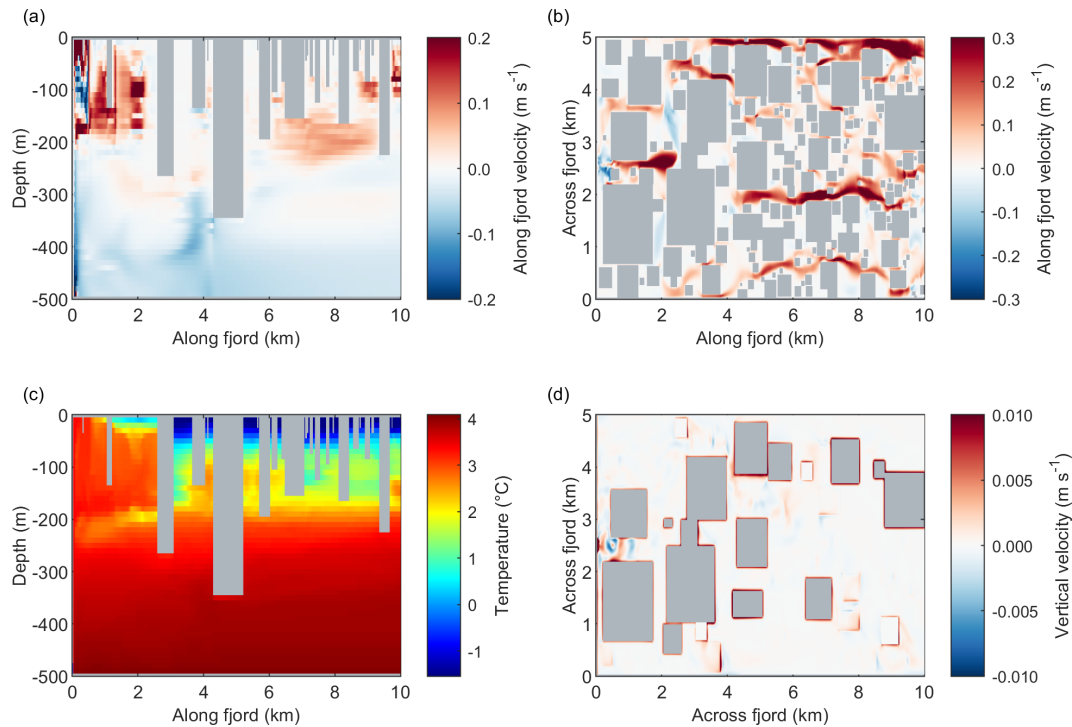 (a)
0
-100
-200
-300
-400
-500
Depth (m)
0 2 4 6 8 10
Along fjord (km)
0.2
0.1
0.0
-0.1
-0.2
Along fjord velocity (m s⁻¹)
(b)
5
4
3
2
1
0
Across fjord (km)
0 2 4 6 8 10
Along fjord (km)
0.3
0.2
0.1
0.0
-0.1
-0.2
-0.3
Along fjord velocity (m s⁻¹)
(c)
0
-100
-200
-300
-400
-500
Depth (m)
0 2 4 6 8 10
Along fjord (km)
4
3
2
1
0
-1
Temperature (°C)
(d)
5
4
3
2
1
0
Across fjord (km)
0 2 4 6 8 10
Across fjord (km)
0.010
0.005
0.000
-0.005
-0.010
Vertical velocity (m s⁻¹)